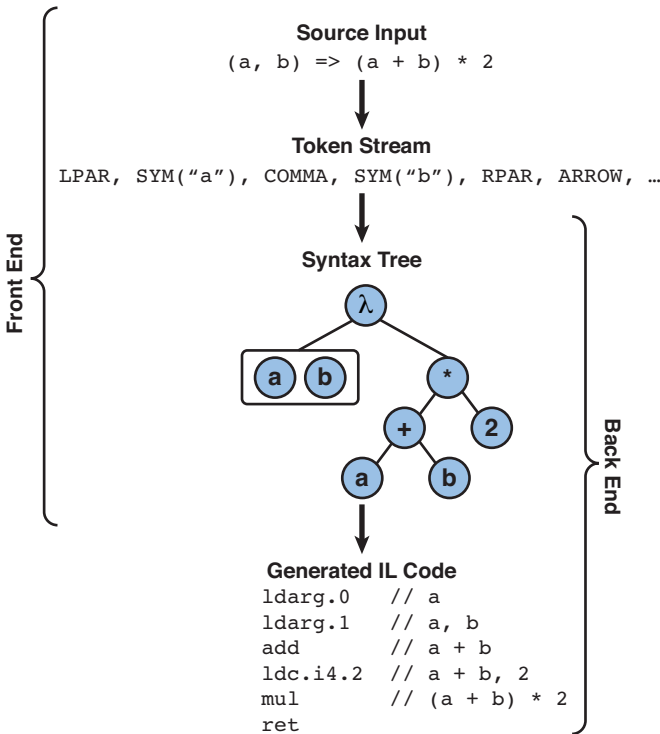 Source Input
(a, b) => (a + b) * 2
Token Stream
LPAR, SYM(“a”), COMMA, SYM(“b”), RPAR, ARROW, …
Front End
Syntax Tree
λ
a b *
+ 2
a b
Back End
Generated IL Code
ldarg.0 // a
ldarg.1 // a, b
add // a + b
ldc.i4.2 // a + b, 2
mul // (a + b) * 2
ret